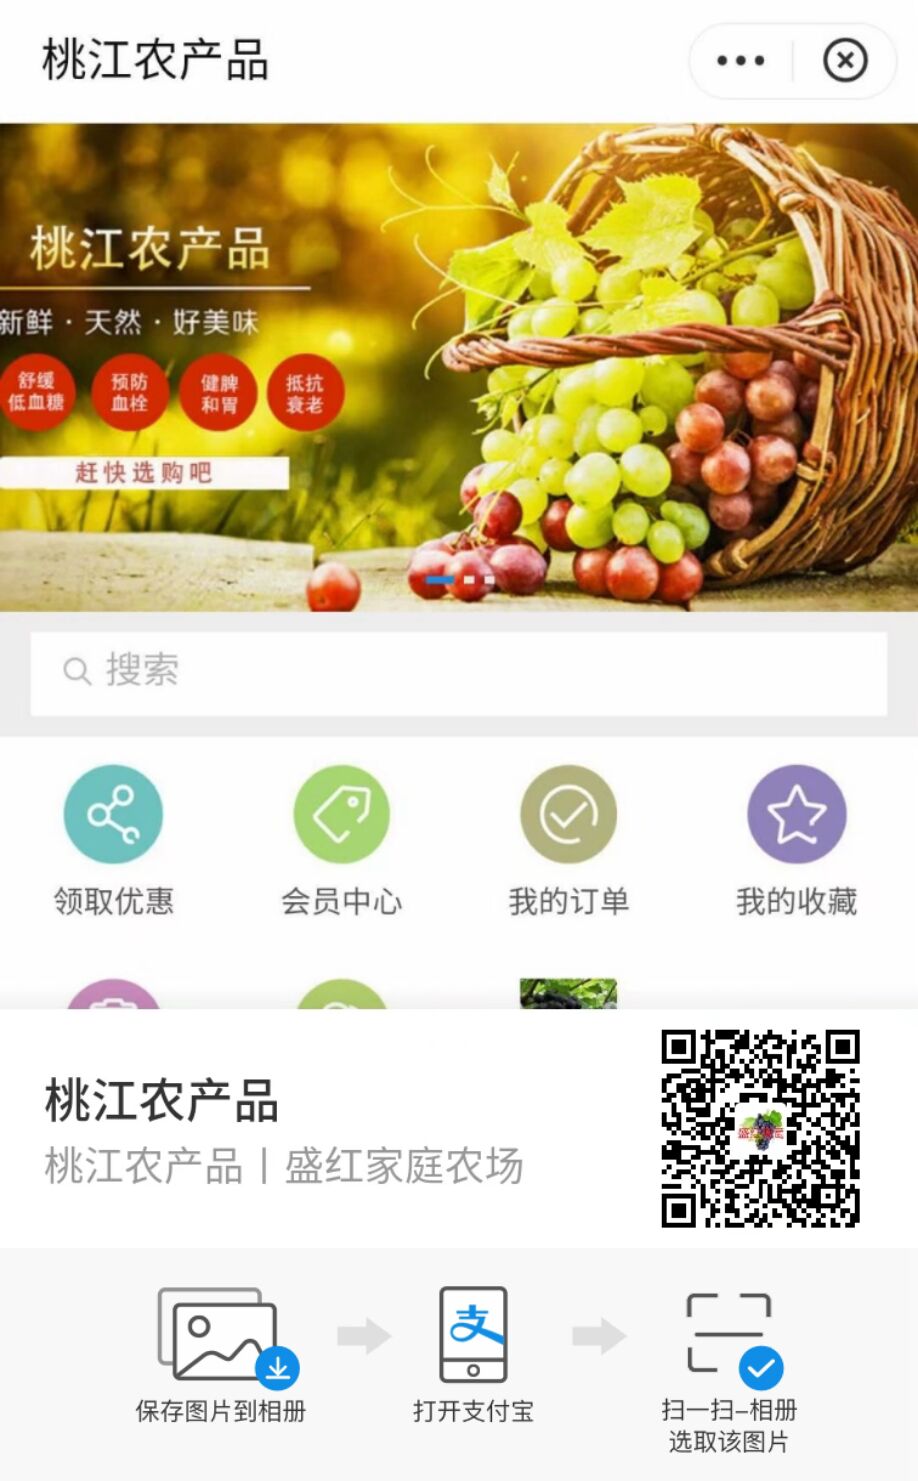 桃江农产品
桃江农产品
新鲜·天然·好美味
舒缓
低血糖
预防
血栓
健脾
和胃
抵抗
衰老
赶快选购吧
搜索
领取优惠
会员中心
我的订单
我的收藏
桃江农产品
桃江农产品丨盛红家庭农场
支
保存图片到相册
打开支付宝
扫一扫-相册
选取该图片